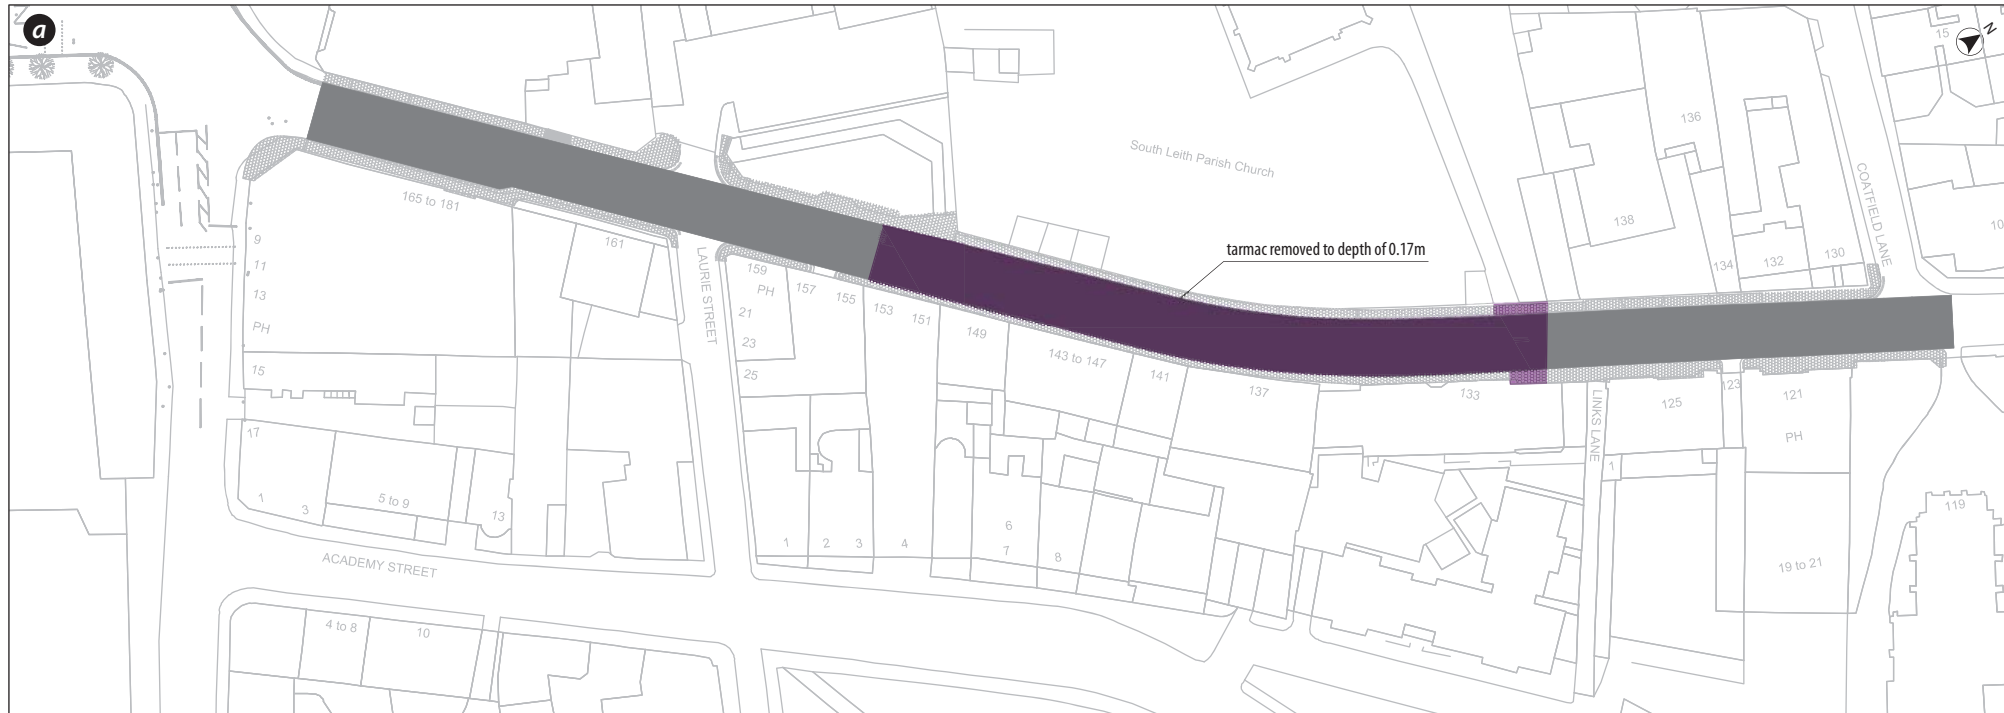 a
N
15
136
South Leith Parish Church
COATFIELD LANE
165 to 181
138
10
9
161
tarmac removed to depth of 0.17m
130
132
134
11
LAURIE STREET
159
PH
157
155
153
151
149
13
21
PH
23
143 to 147
141
137
133
LINKS LANE
125
123
121
PH
15
25
17
1
3
5 to 9
13
1
2
3
4
6
7
8
1
119
ACADEMY STREET
19 to 21
4 to 8
10